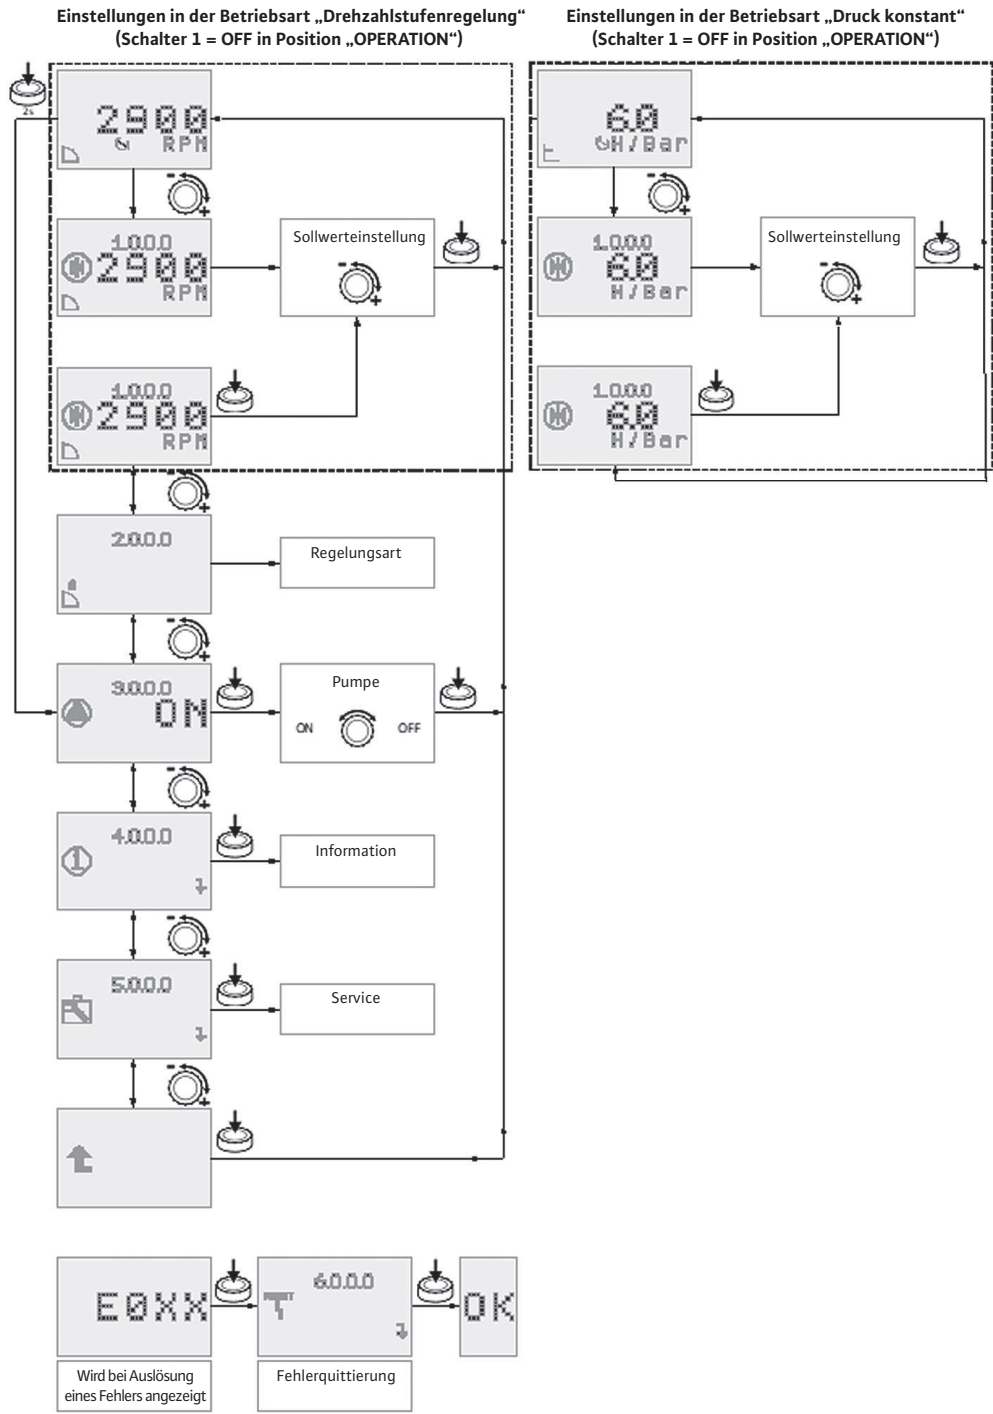 Einstellungen in der Betriebsart „Drehzahlstufenregelung“
(Schalter 1 = OFF in Position „OPERATION“)
2s
2900
RPM
-
+
1.0.0.0
2900
RPM
Sollwerteinstellung
-
+
1.0.0.0
2900
RPM
-
+
2.0.0.0
Regelungsart
-
+
3.0.0.0
ON
Pumpe
ON OFF
-
+
4.0.0.0
Information
-
+
5.0.0.0
Service
-
+
E0XX
6.0.0.0
OK
Wird bei Auslösung
eines Fehlers angezeigt
Fehlerquittierung
Einstellungen in der Betriebsart „Druck konstant“
(Schalter 1 = OFF in Position „OPERATION“)
6.0
H/Bar
-
+
1.0.0.0
6.0
H/Bar
Sollwerteinstellung
-
+
1.0.0.0
6.0
H/Bar